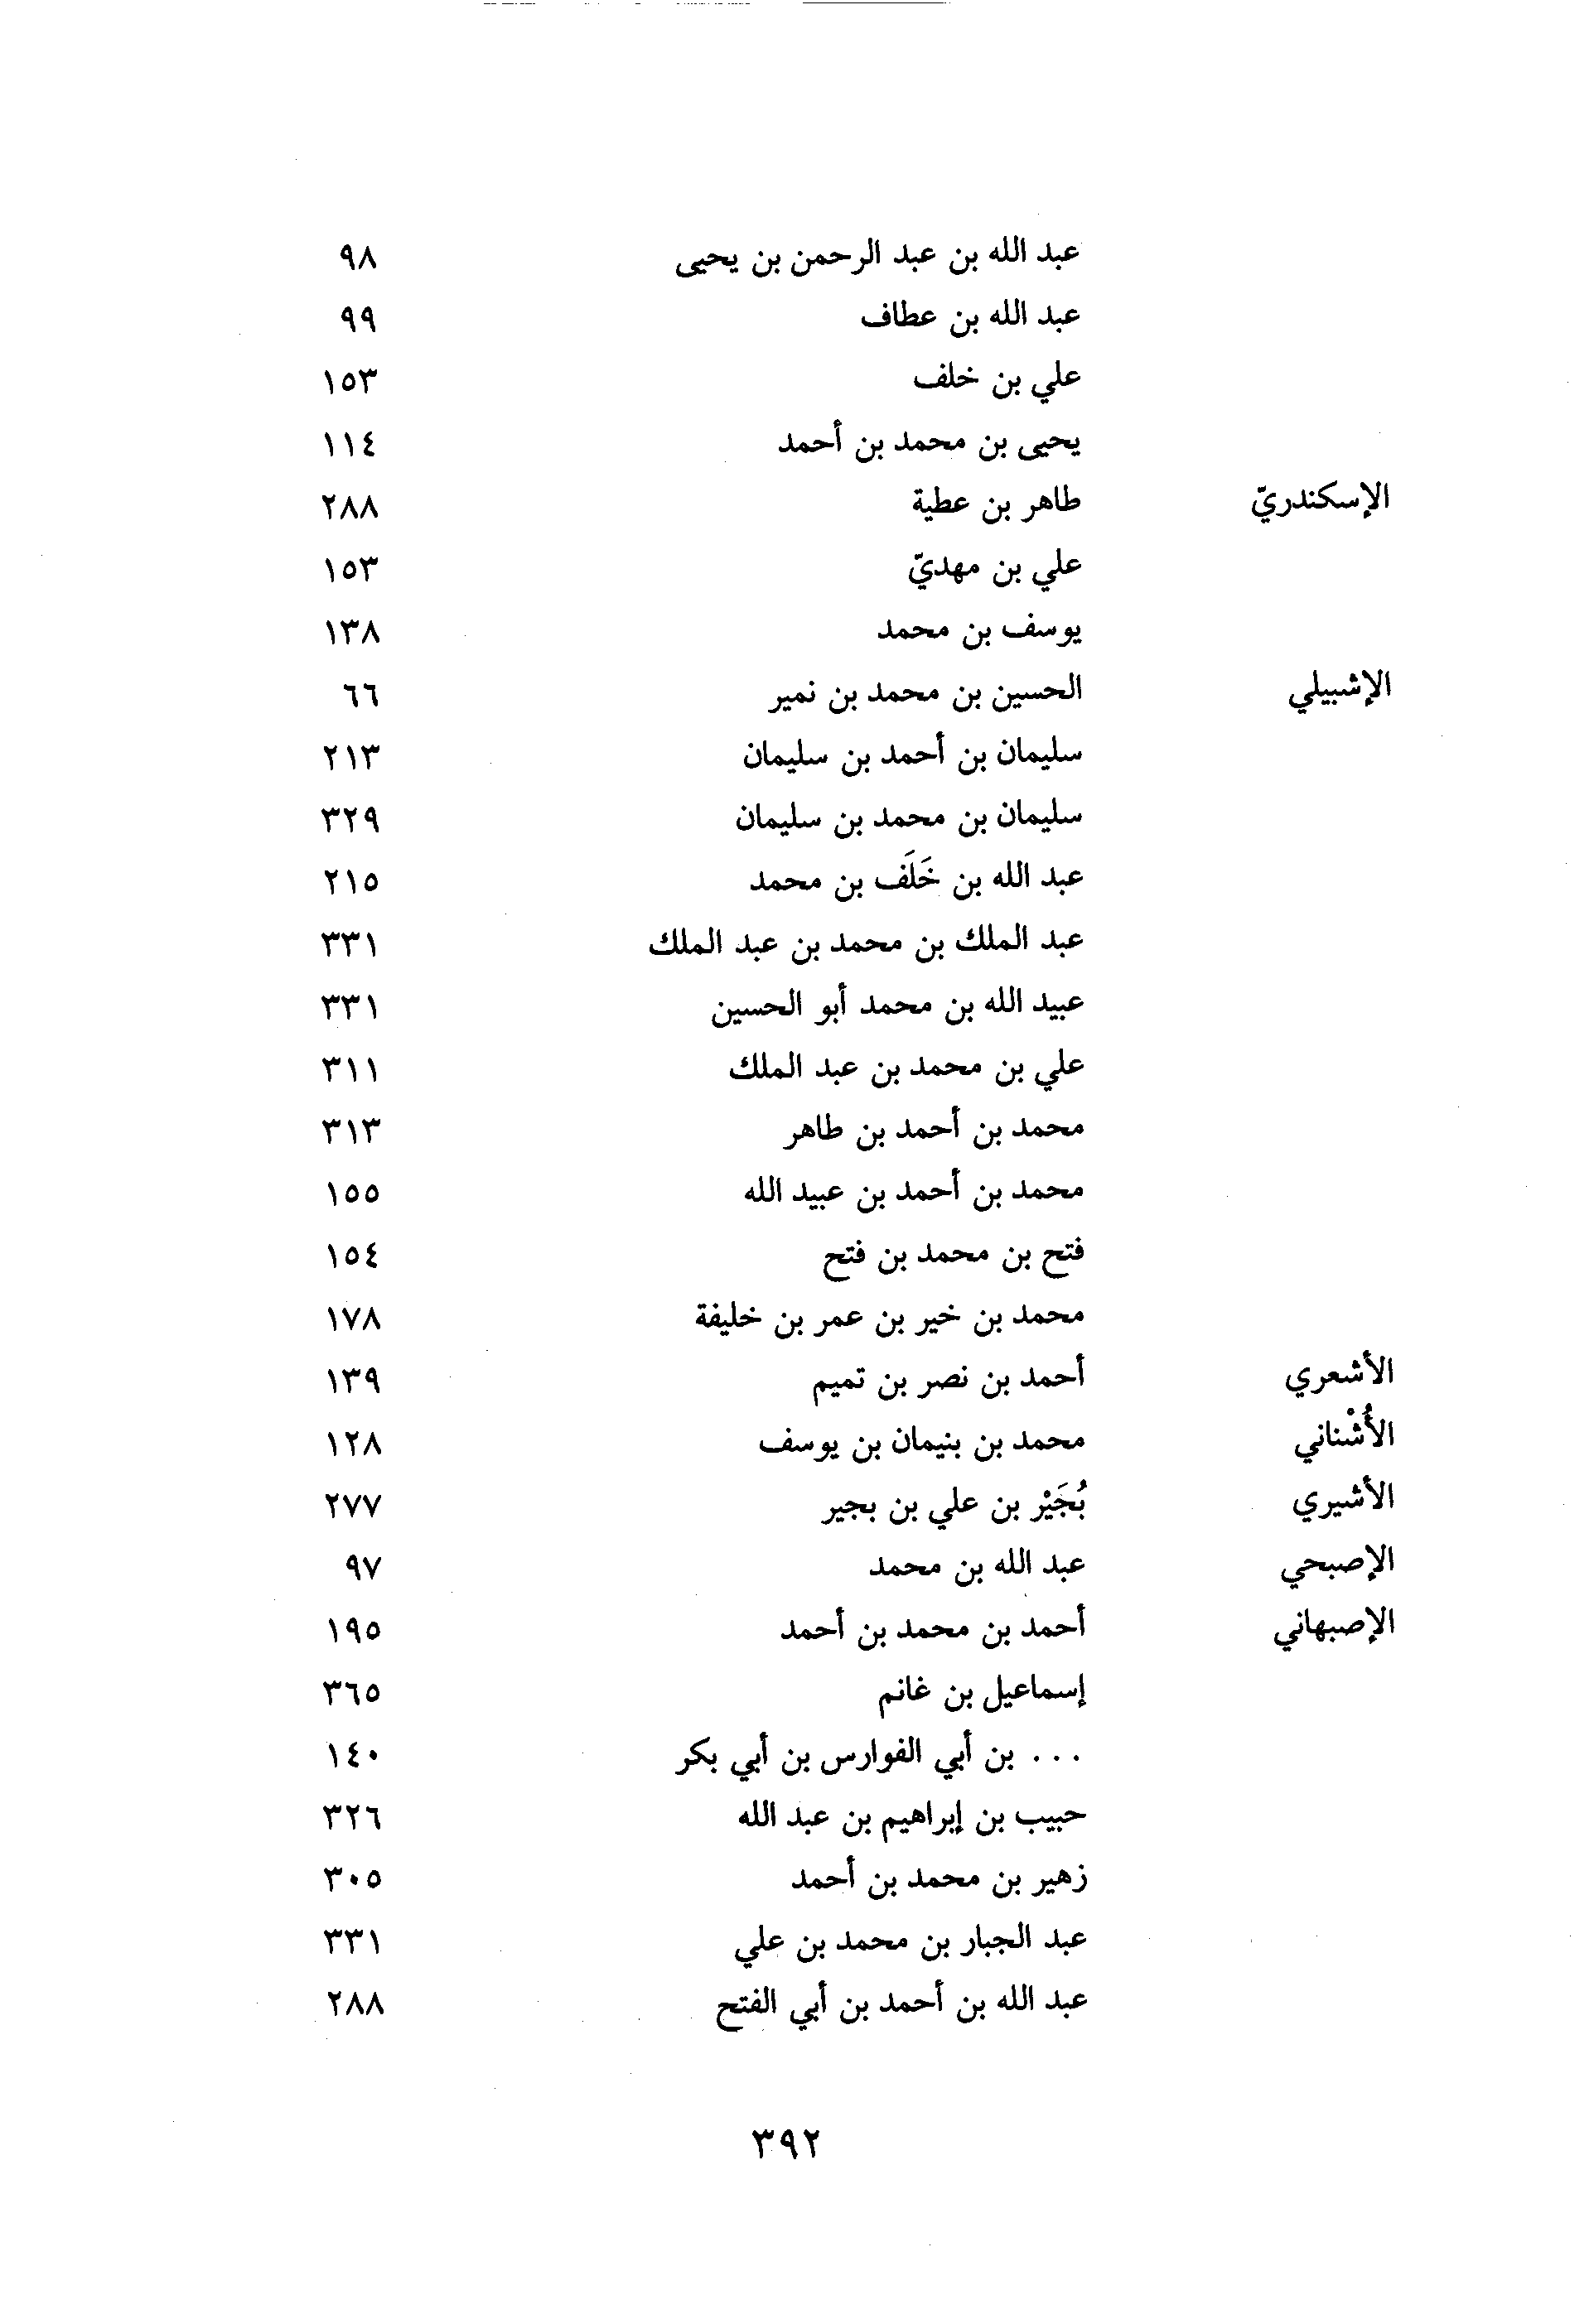 عبد الله بن عبد الرحمن بن يحيى ٩٨
عبد الله بن عطاف ٩٩
علي بن خلف ١٥٣
يحيى بن محمد بن أحمد ١١٤
الإسكندريّ طاهر بن عطية ٢٨٨
علي بن مهديّ ١٥٣
يوسف بن محمد ١٣٨
الإشبيلي الحسين بن محمد بن نمير ٦٦
سليمان بن أحمد بن سليمان ٢١٣
سليمان بن محمد بن سليمان ٣٢٩
عبد الله بن خَلَف بن محمد ٢١٥
عبد الملك بن محمد بن عبد الملك ٣٣١
عبيد الله بن محمد أبو الحسين ٣٣١
علي بن محمد بن عبد الملك ٣١١
محمد بن أحمد بن طاهر ٣١٣
محمد بن أحمد بن عبيد الله ١٥٥
فتح بن محمد بن فتح ١٥٤
محمد بن خير بن عمر بن خليفة ١٧٨
الأشعري أحمد بن نصر بن تميم ١٣٩
الأُشْناني محمد بن بنيمان بن يوسف ١٢٨
الأشيري بُجَيْر بن علي بن بجير ٢٧٧
الإصبحي عبد الله بن محمد ٩٧
الإصبهاني أحمد بن محمد بن أحمد ١٩٥
إسماعيل بن غانم ٣٦٥
... بن أبي الفوارس بن أبي بكر ١٤٠
حبيب بن إبراهيم بن عبد الله ٣٢٦
زهير بن محمد بن أحمد ٣٠٥
عبد الجبار بن محمد بن علي ٣٣١
عبد الله بن أحمد بن أبي الفتح ٢٨٨
٣٩٢